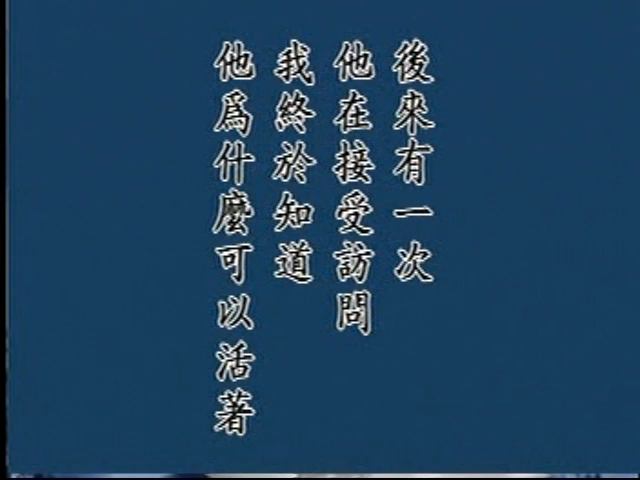 後來有一次
他在接受訪問
我終於知道
他爲什麼可以活著